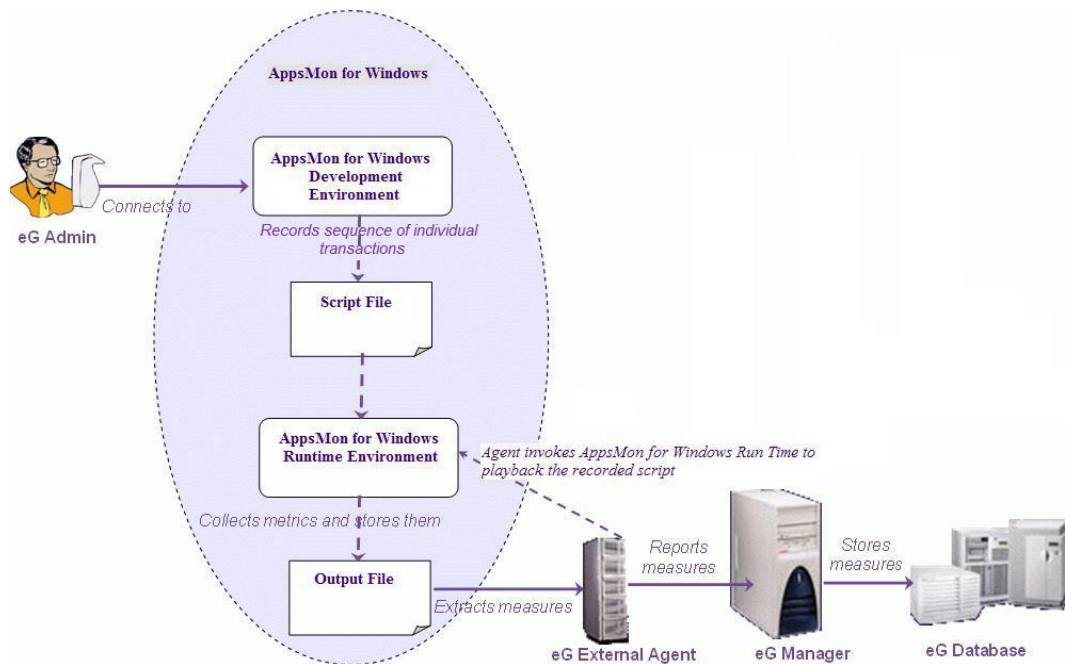 AppsMon for Windows
AppsMon for Windows
Development
Environment
Connects to
eG Admin
Records sequence of individual
transactions
Script File
AppsMon for Windows
Runtime Environment
Agent invokes AppsMon for Windows Run Time to
playback the recorded script
Collects metrics and stores them
Reports
measures
Stores
measures
Output File
Extracts measures
eG External Agent
eG Manager
eG Database